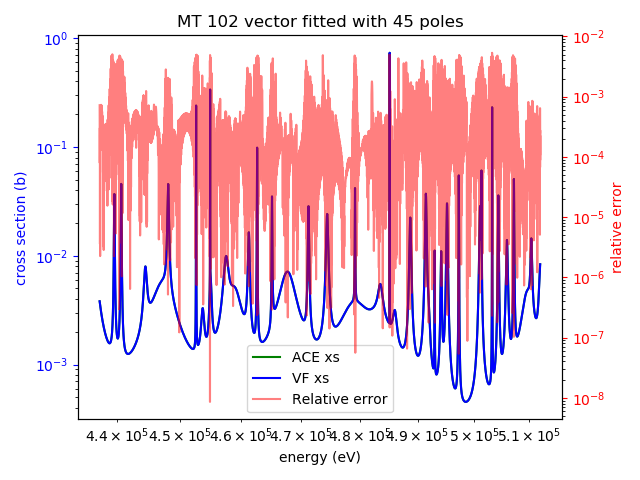 MT 102 vector fitted with 45 poles
10⁰
10⁻¹
10⁻²
10⁻³
cross section (b)
10⁻²
10⁻³
10⁻⁴
10⁻⁵
10⁻⁶
10⁻⁷
10⁻⁸
relative error
ACE xs
VF xs
Relative error
4.4 × 10⁵ 4.5 × 10⁵ 4.6 × 10⁵ 4.7 × 10⁵ 4.8 × 10⁵ 4.9 × 10⁵ 5 × 10⁵ 5.1 × 10⁵
energy (eV)